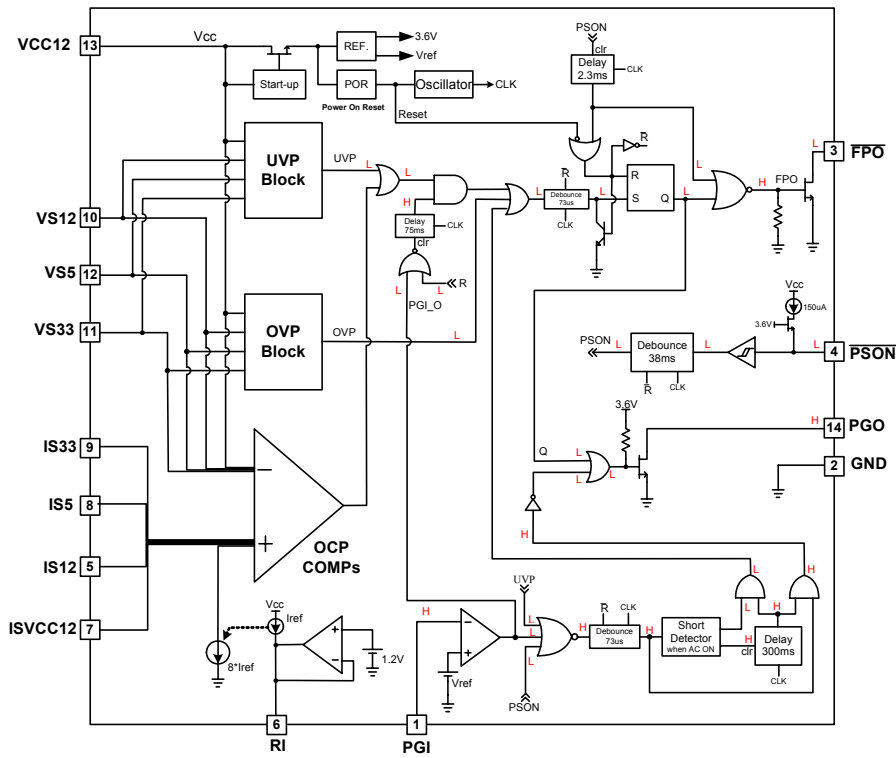 VCC12
13
Vcc
REF.
3.6V
Vref
Start-up
POR
Power On Reset
Oscillator
CLK
Reset
PSON
clr
Delay
2.3ms
CLK
UVP
Block
UVP
L
L
H
Delay
75ms
CLK
clr
R
L
L
PGI_O
L
R
Debounce
73us
CLK
L
R
R
S
Q
L
L
H
FPO
L
3
FPO
VS12
10
VS5
12
VS33
11
OVP
Block
OVP
L
Vcc
150uA
3.6V
PSON
L
Debounce
38ms
R
CLK
L
L
4
PSON
IS33
9
IS5
8
IS12
5
ISVCC12
7
OCP
COMPs
3.6V
Q
L
L
L
H
14
PGO
2
GND
H
L
H
Vcc
Iref
8*Iref
1.2V
H
Vref
UVP
L
L
L
PSON
H
R
CLK
Debounce
73us
H
Short
Detector
when AC ON
L
H
H
clr
Delay
300ms
CLK
6
RI
1
PGI